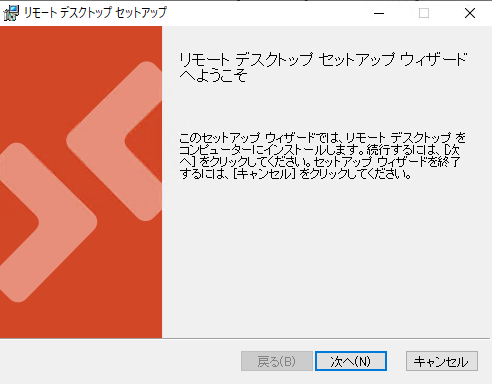 リモート デスクトップ セットアップ
リモート デスクトップ セットアップ ウィザード
へようこそ
このセットアップ ウィザードでは、リモート デスクトップ を
コンピューターにインストールします。続行するには、[次
へ] をクリックしてください。セットアップ ウィザードを終了
するには、[キャンセル] をクリックしてください。
戻る(B)
次へ(N)
キャンセル